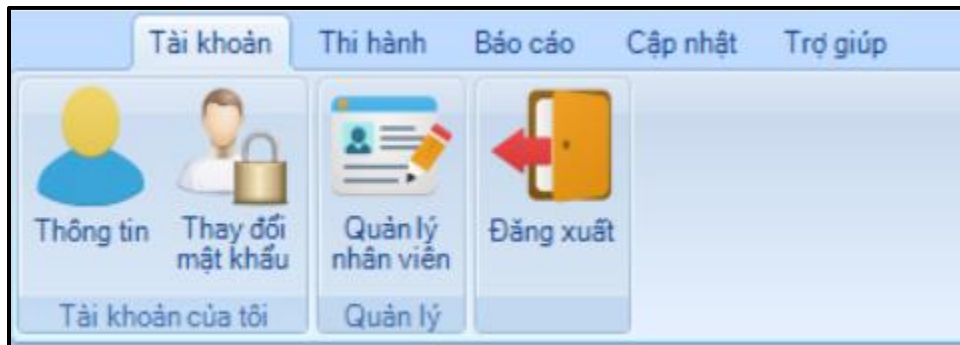 Tài khoản Thi hành Báo cáo Cập nhật Trợ giúp
Thông tin
Thay đổi
mật khẩu
Quản lý
nhân viên
Đăng xuất
Tài khoản của tôi
Quản lý